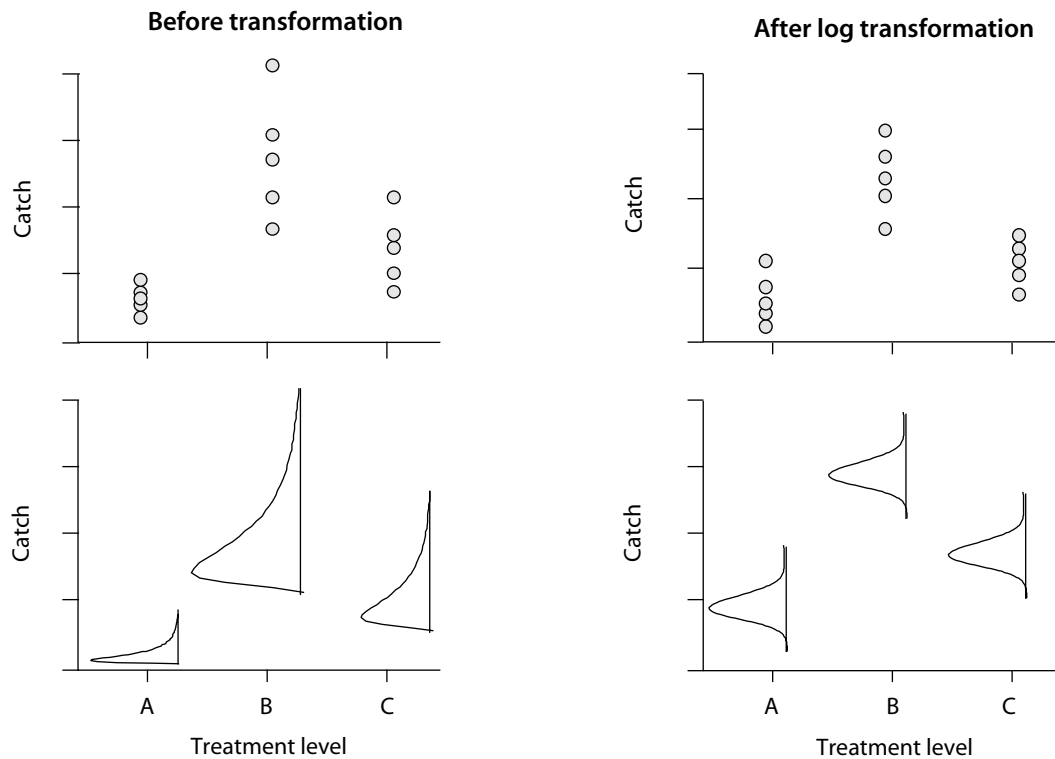 Before transformation
After log transformation
Catch
Catch
Catch
A B C
Treatment level
Catch
A B C
Treatment level